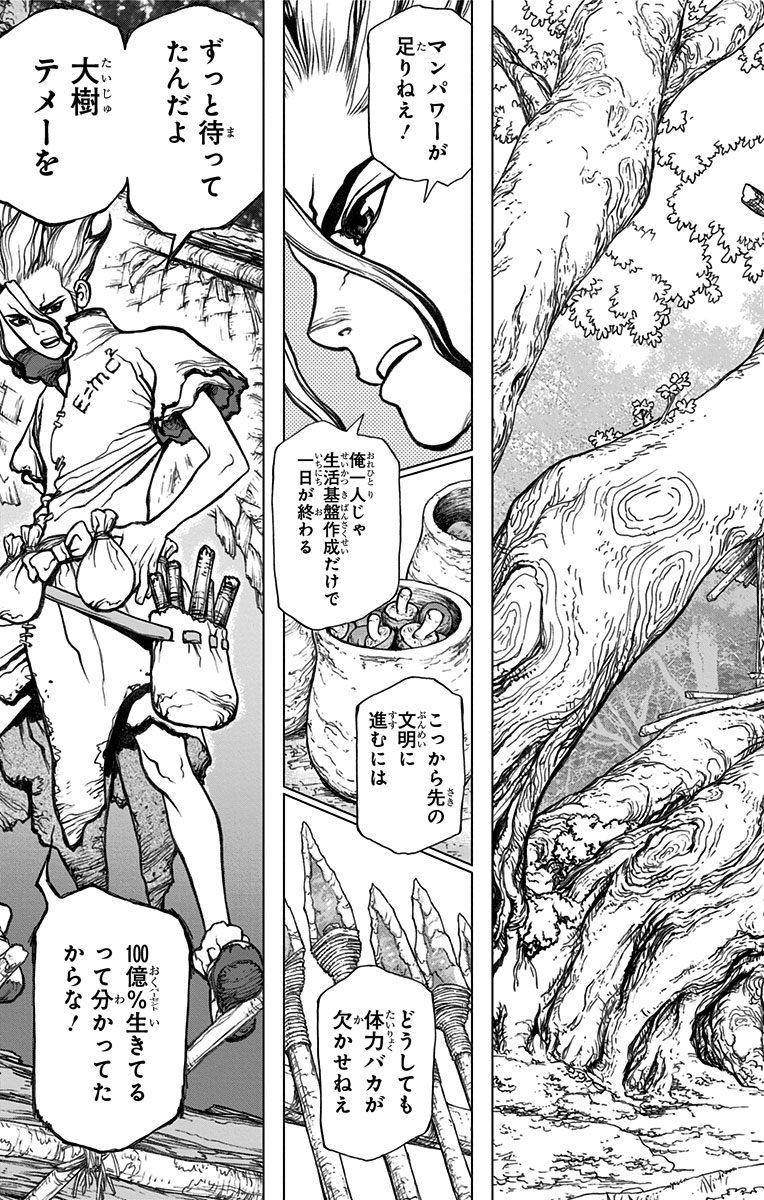 マンパワーが
足りねえ！
俺一人じゃ
生活基盤作成だけで
一日が終わる
こっから先の
文明に
進むには
どうしても
体力バカが
欠かせねえ
ずっと待って
たんだよ
大樹
テメーを
E=mc²
100億％生きてる
って分かってた
からな！